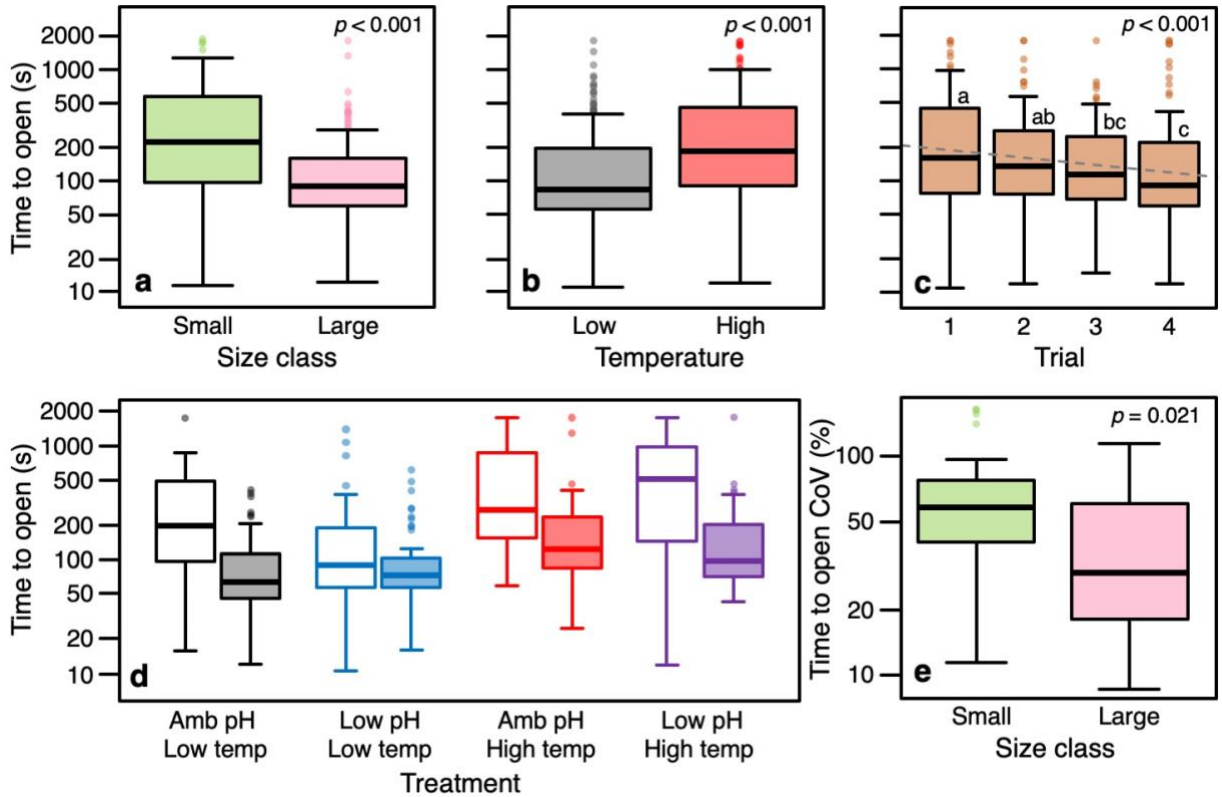 p < 0.001
p < 0.001
p < 0.001
Time to open (s)
2000
1000
500
200
100
50
20
10
a
b
c
a
ab
bc
c
Small
Large
Size class
Low
High
Temperature
1
2
3
4
Trial
Time to open (s)
2000
1000
500
200
100
50
20
10
d
Amb pH
Low temp
Low pH
Low temp
Amb pH
High temp
Low pH
High temp
Treatment
Time to open CoV (%)
p = 0.021
100
50
20
10
e
Small
Large
Size class